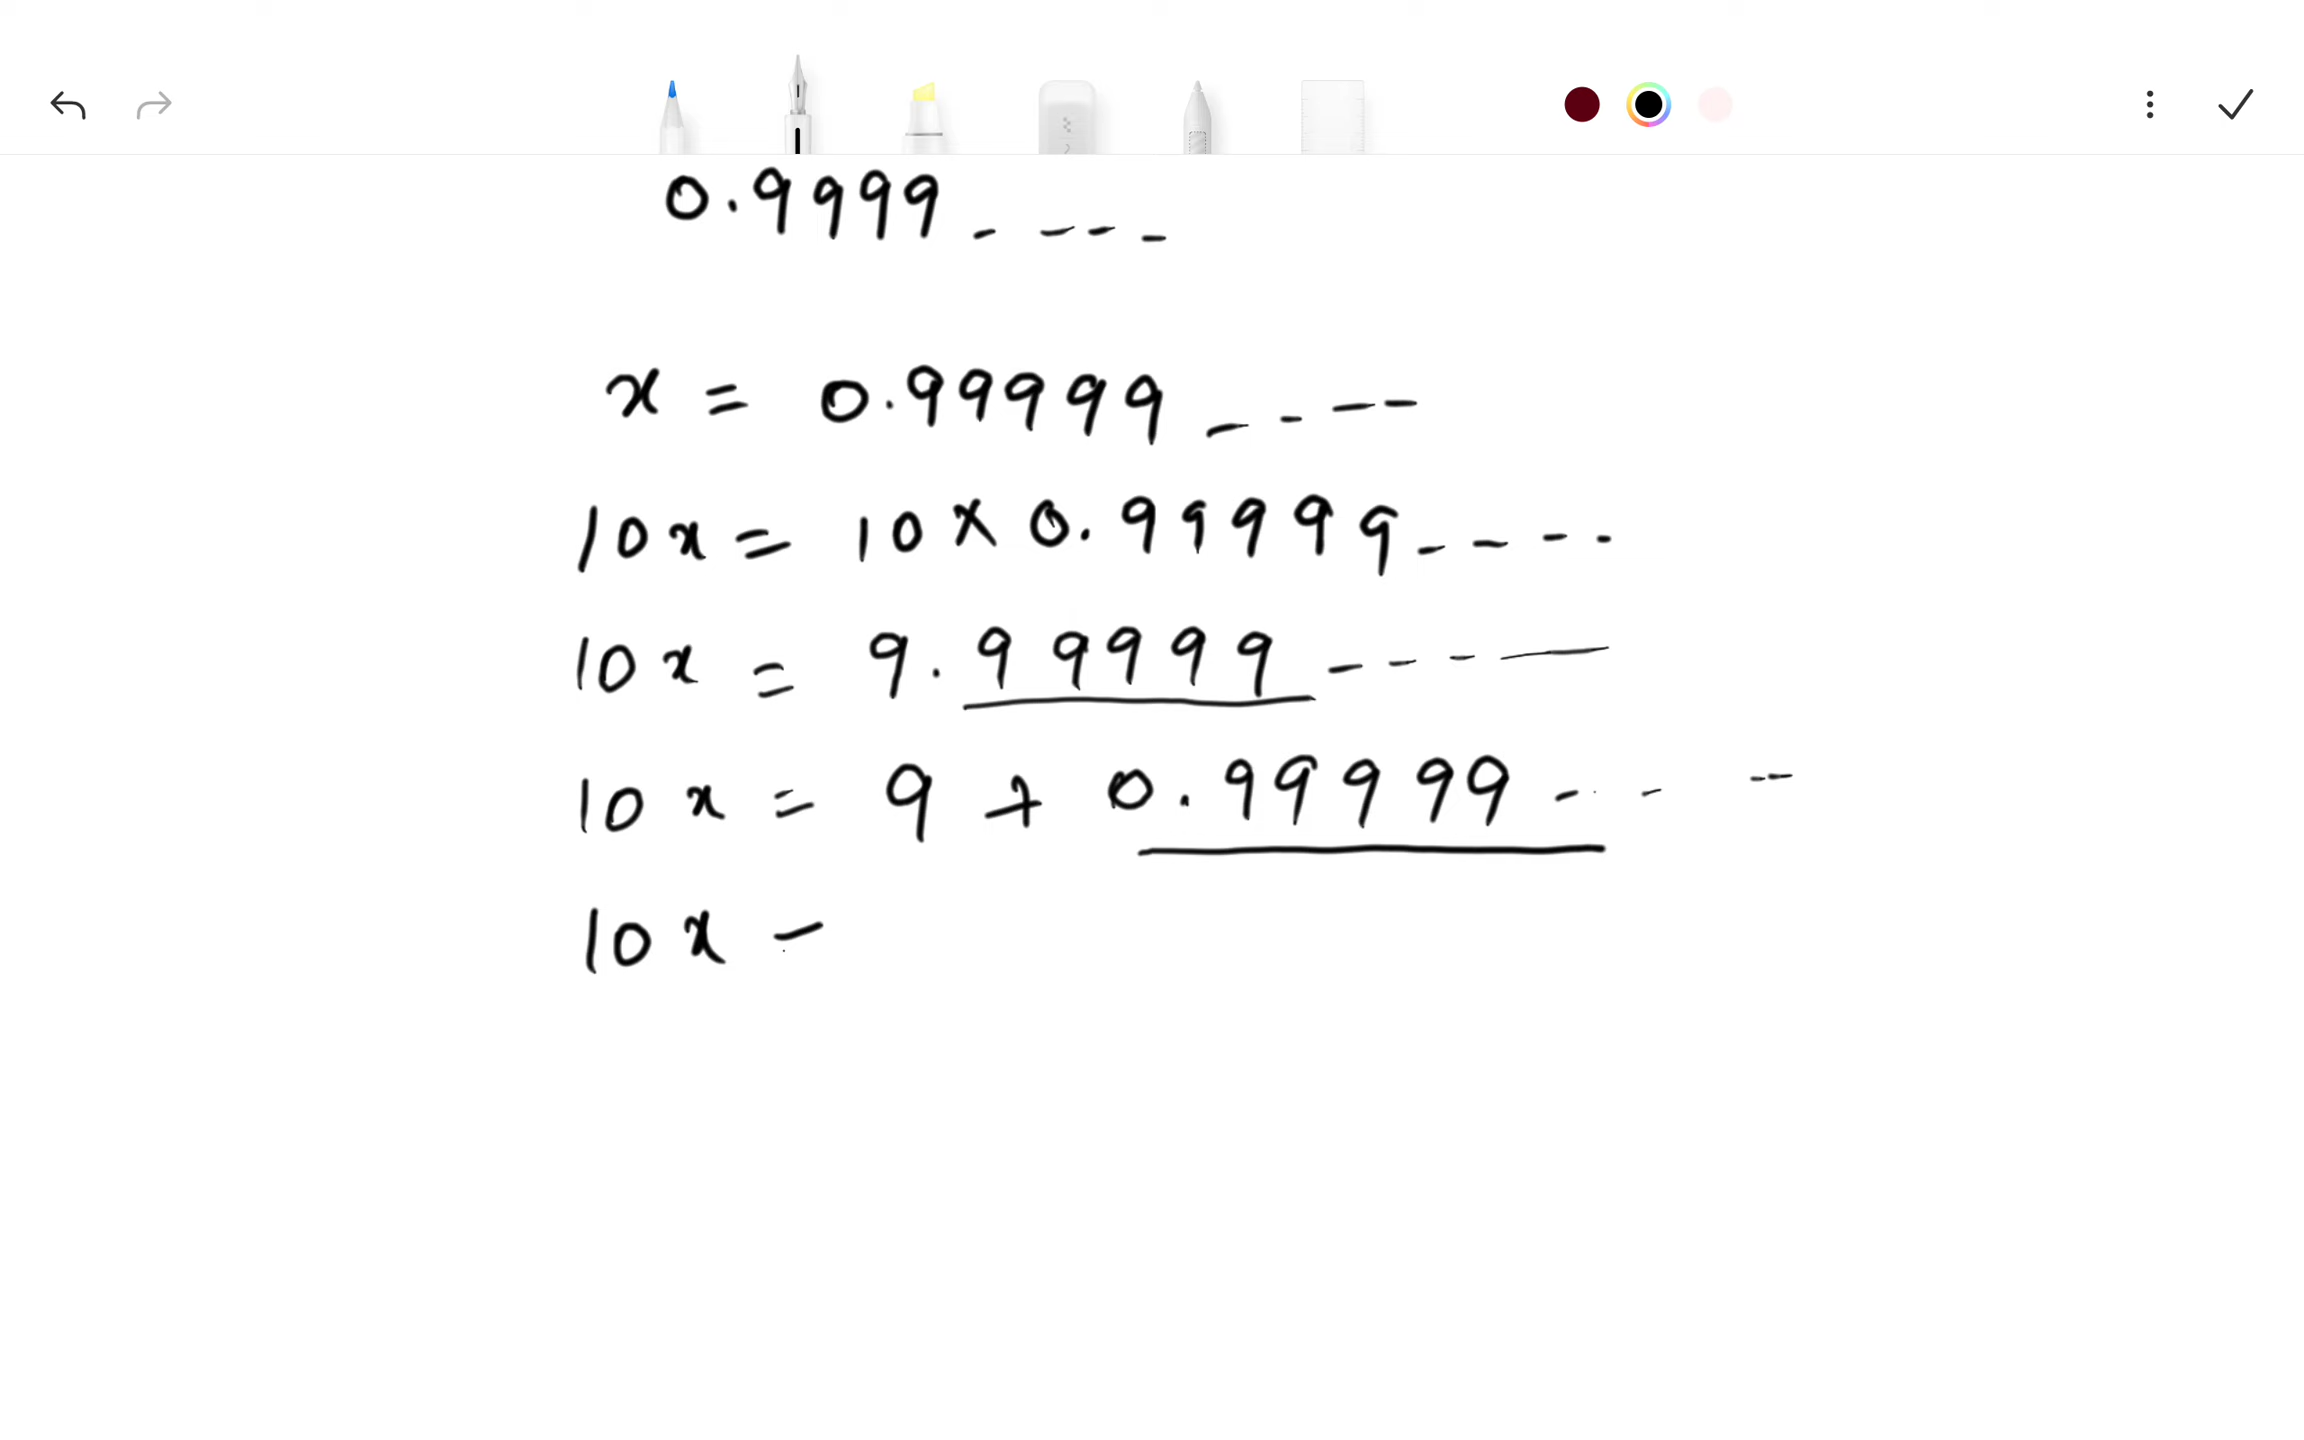 0.9999 - - - - -
x = 0.99999 - - - -
10x = 10 × 0.99999 - - - -
10x = 9.99999 - - - -
10x = 9 + 0.99999 - - - -
10x -